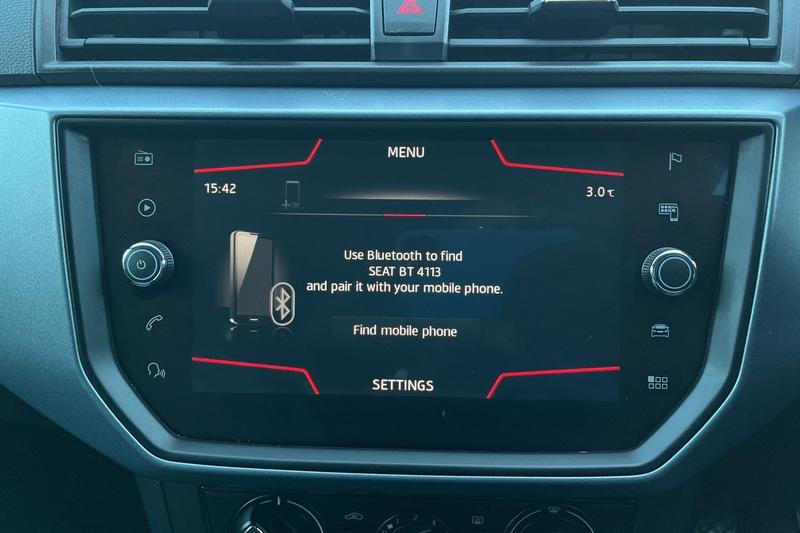 MENU
15:42
3.0℃
Use Bluetooth to find
SEAT BT 4113
and pair it with your mobile phone.
Find mobile phone
SETTINGS